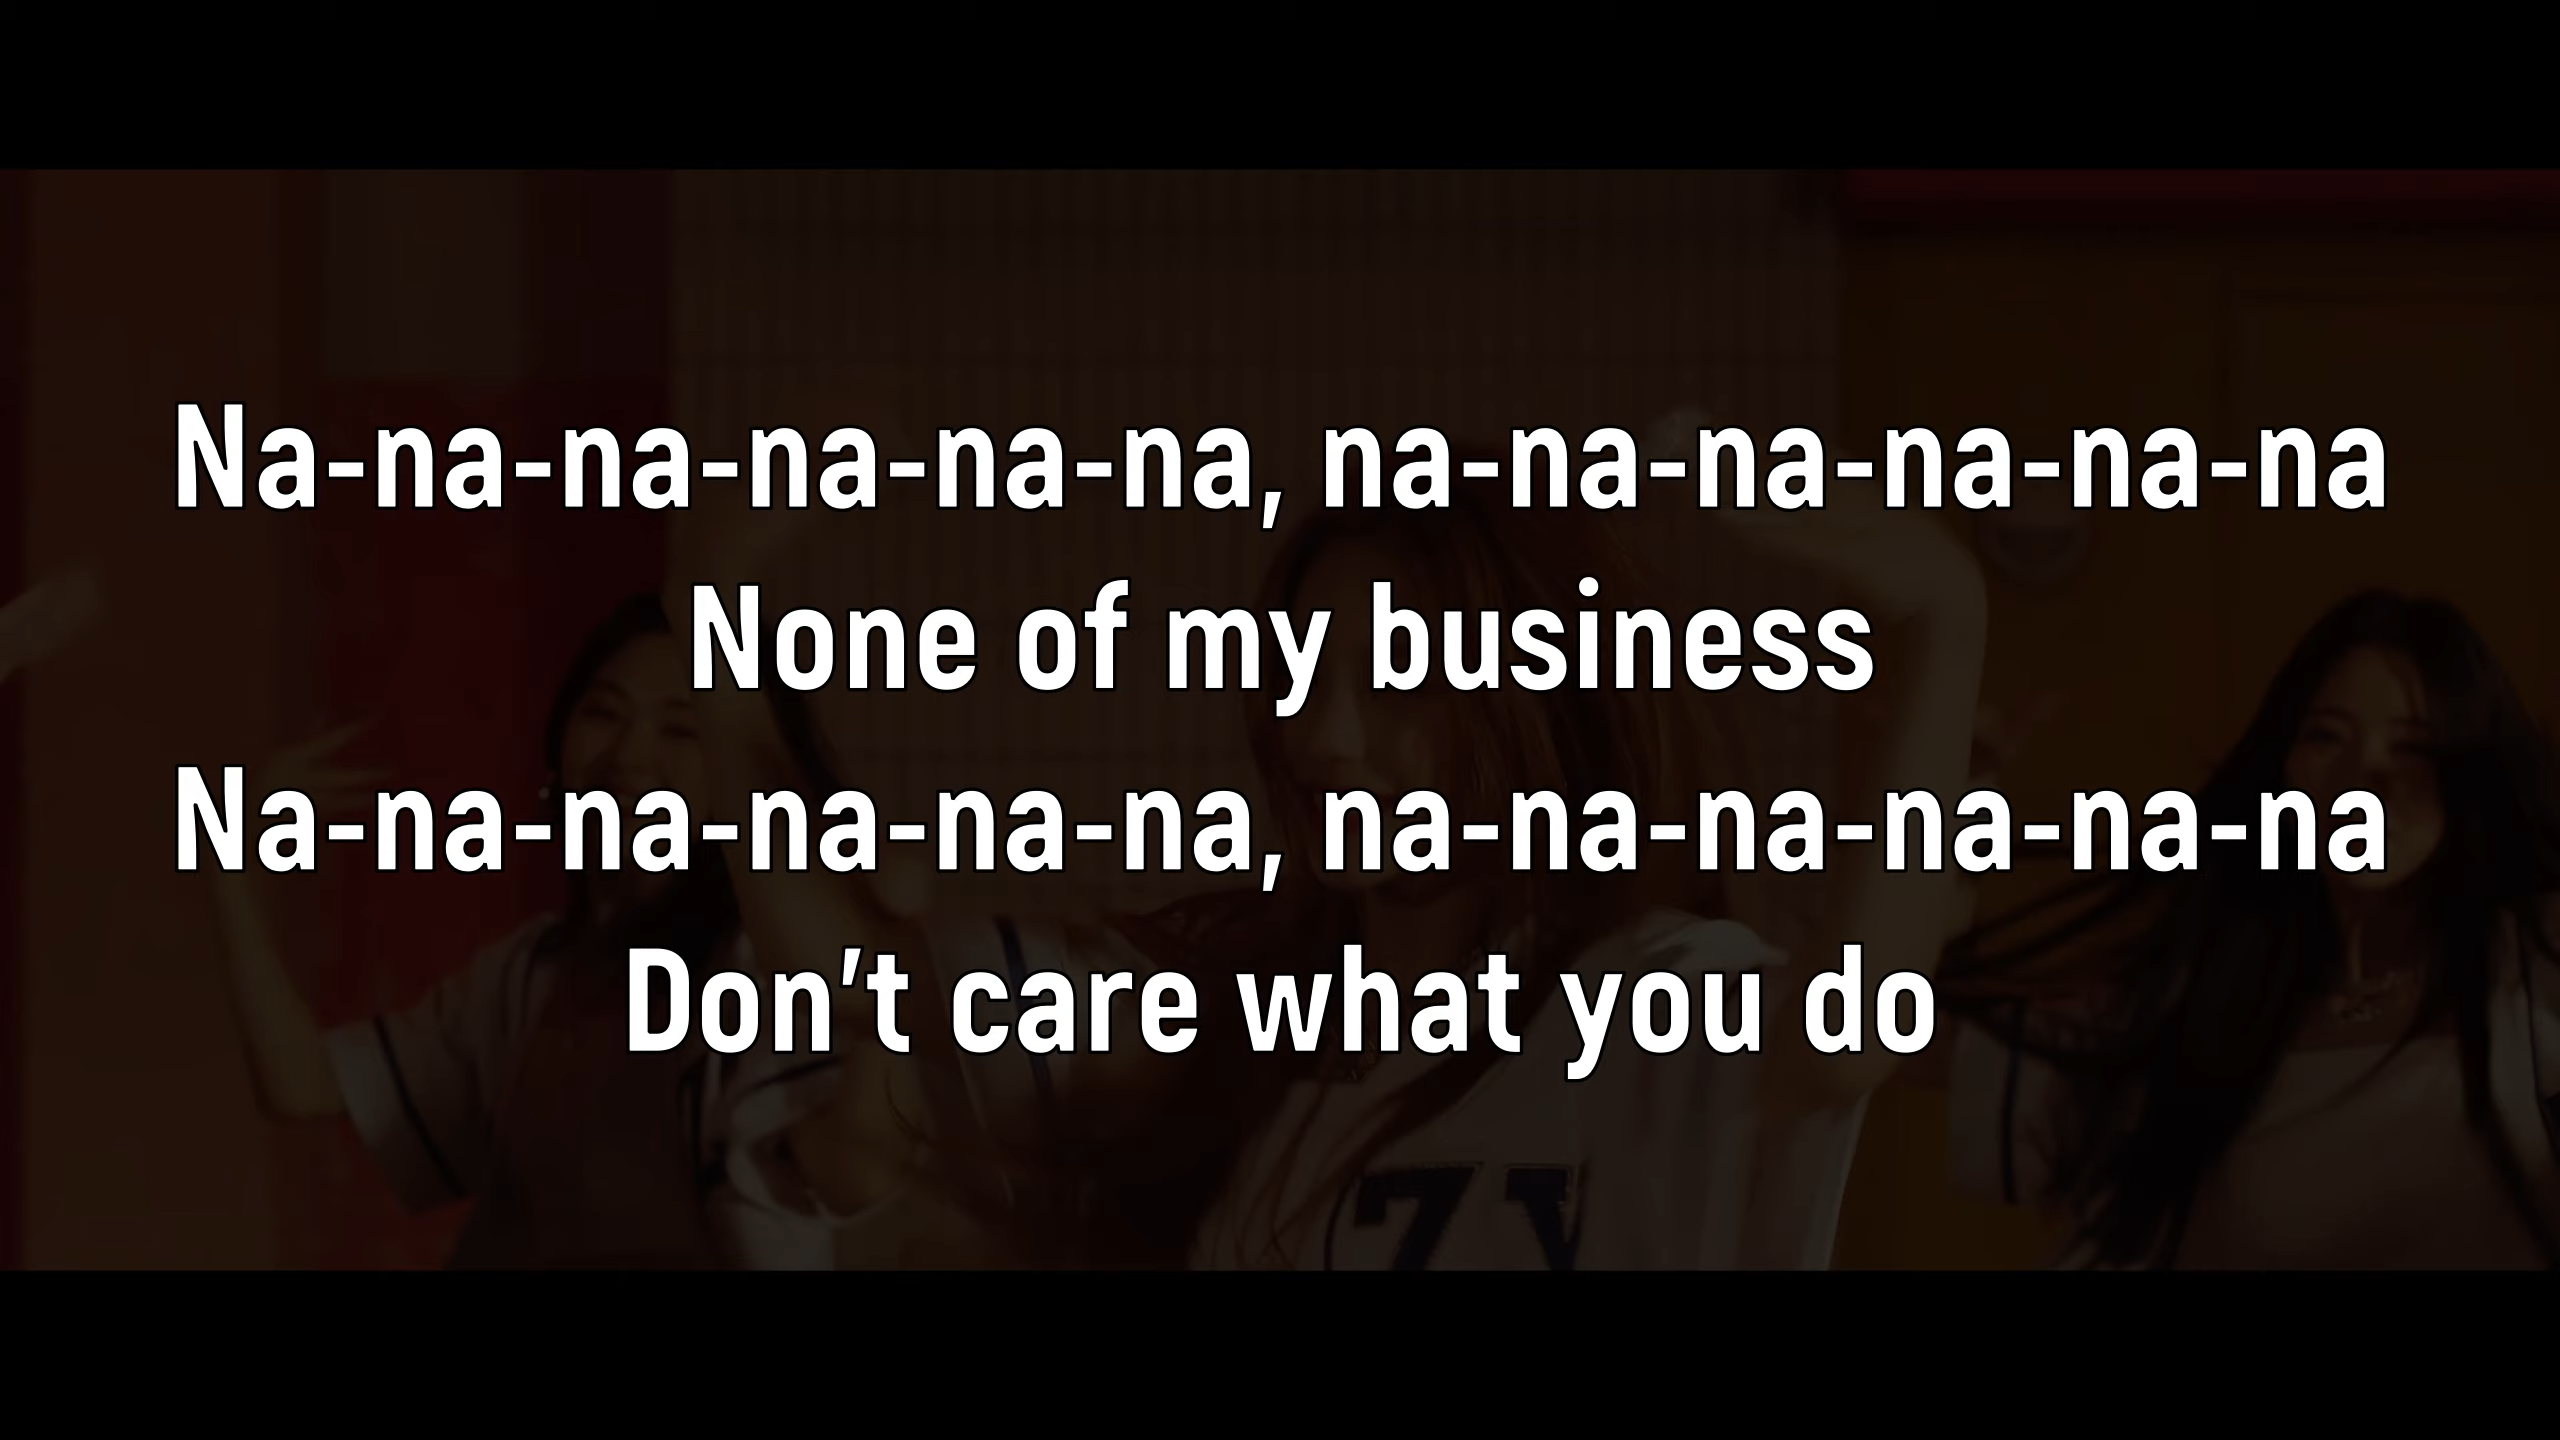 Na-na-na-na-na-na, na-na-na-na-na-na
None of my business
Na-na-na-na-na-na, na-na-na-na-na-na
Don't care what you do
ZY